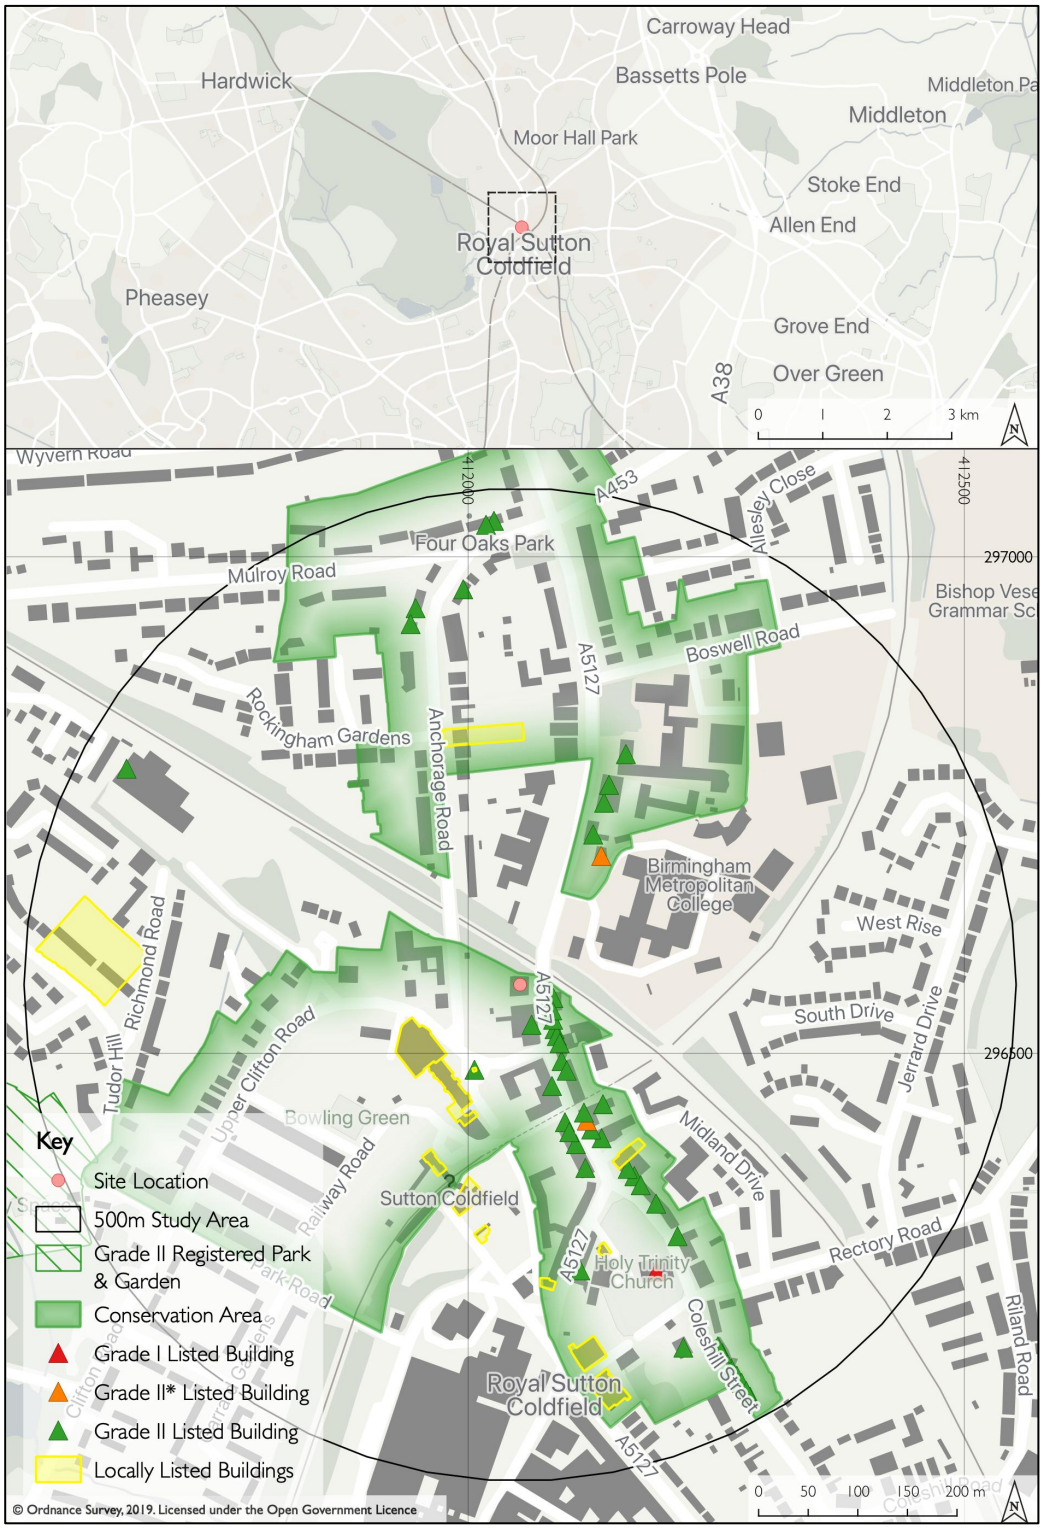 Carroway Head
Hardwick
Bassetts Pole
Middleton Pa
Middleton
Moor Hall Park
Stoke End
Allen End
Royal Sutton
Coldfield
Pheasey
Grove End
Over Green
A38
0 1 2 3 km
N
Wyvern Road
412000
A453
Allesley Close
412500
Four Oaks Park
297000
Mulroy Road
Bishop Vese
Grammar Sc
Boswell Road
A5127
Rockingham Gardens
Anchorage Road
Birmingham
Metropolitan
College
West Rise
Richmond Road
A5127
South Drive
Jerrard Drive
Upper Clifton Road
296500
Tudor Hill
Bowling Green
Midland Drive
Railway Road
Sutton Coldfield
Rectory Road
A5127
Holy Trinity
Church
Park Road
Coleshill Street
Riland Road
Clifton Road
Gardens
Royal Sutton
Coldfield
A5127
Coleshill Road
Key
Site Location
500m Study Area
Grade II Registered Park
& Garden
Conservation Area
Grade I Listed Building
Grade II* Listed Building
Grade II Listed Building
Locally Listed Buildings
0 50 100 150 200 m
N
© Ordnance Survey, 2019. Licensed under the Open Government Licence